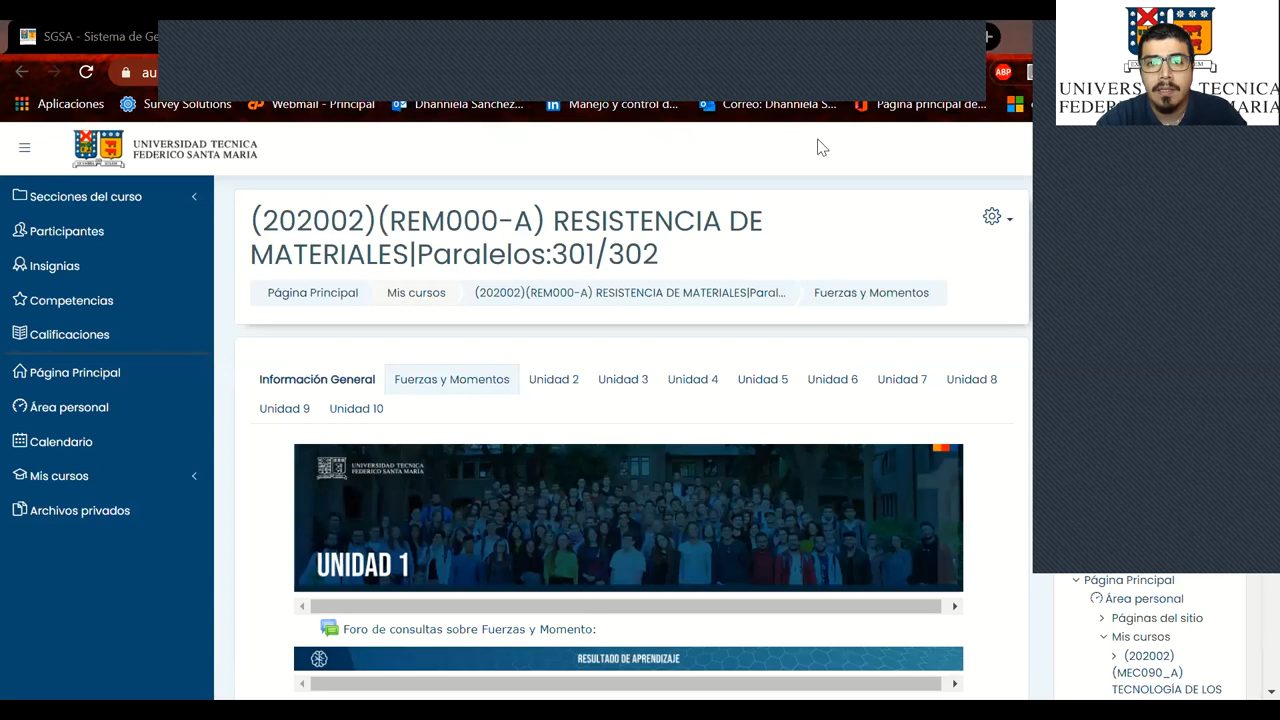 SGSA - Sistema de Ge
au
ABP
Aplicaciones
Survey Solutions
Webmail - Principal
Dhanniela Sanchez...
Manejo y control d...
Correo: Dhanniela S...
Página principal de...
UNIVERSIDAD TECNICA
FEDERICO SANTA MARIA
UNIVERSIDAD TECNICA
FEDERICO SANTA MARIA
Secciones del curso
Participantes
Insignias
Competencias
Calificaciones
Página Principal
Área personal
Calendario
Mis cursos
Archivos privados
(202002)(REM000-A) RESISTENCIA DE
MATERIALES|Paralelos:301/302
Página Principal
Mis cursos
(202002)(REM000-A) RESISTENCIA DE MATERIALES|Paral...
Fuerzas y Momentos
Información General
Fuerzas y Momentos
Unidad 2
Unidad 3
Unidad 4
Unidad 5
Unidad 6
Unidad 7
Unidad 8
Unidad 9
Unidad 10
UNIVERSIDAD TECNICA
FEDERICO SANTA MARIA
UNIDAD 1
Foro de consultas sobre Fuerzas y Momento:
RESULTADO DE APRENDIZAJE
Página Principal
Área personal
Páginas del sitio
Mis cursos
(202002)
(MEC090_A)
TECNOLOGÍA DE LOS